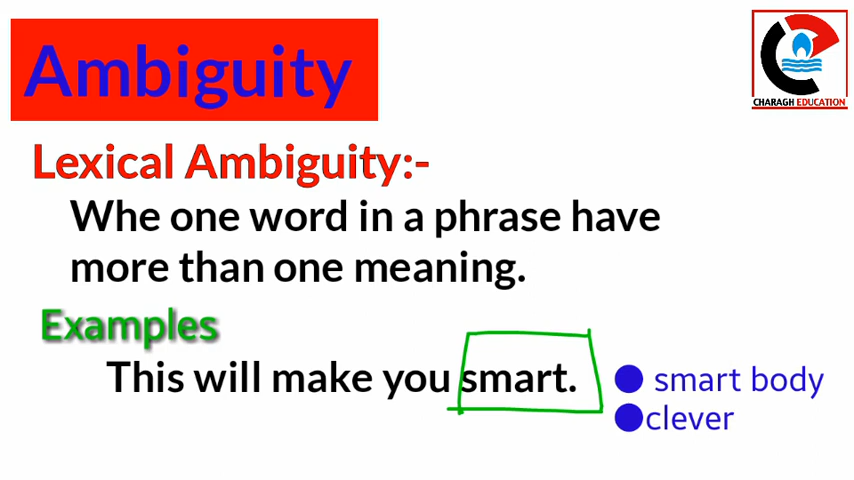 Ambiguity
CHARAGH EDUCATION
Lexical Ambiguity:-
Whe one word in a phrase have
more than one meaning.
Examples
This will make you smart.
smart body
clever